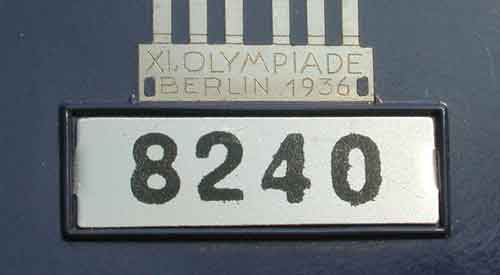 XI. OLYMPIADE
BERLIN 1936
8240